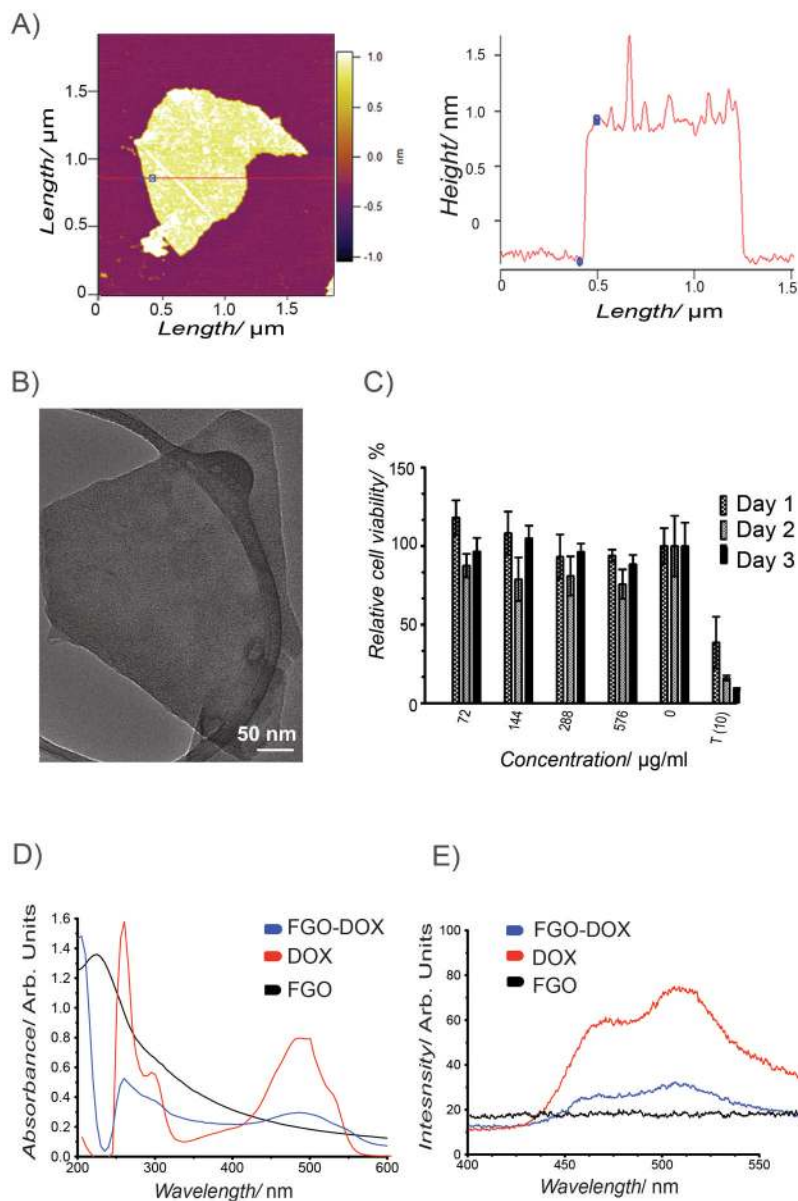 A)
Length/ µm
1.5
1.0
0.5
0
0
0.5
1.0
1.5
Length/ µm
1.0
0.5
0.0
-0.5
-1.0
nm
Height/ nm
1.5
1.0
0.5
0
0
0.5
1.0
1.5
Length/ µm
B)
50 nm
C)
Relative cell viability/ %
150
100
50
0
72
144
288
576
0
T (10)
Concentration/ µg/ml
Day 1
Day 2
Day 3
D)
Absorbance/ Arb. Units
1.6
1.4
1.2
1.0
0.8
0.6
0.4
0.2
0.0
200
300
400
500
600
Wavelength/ nm
FGO-DOX
DOX
FGO
E)
Intesnsity/ Arb. Units
100
80
60
40
20
0
400
450
500
550
Wavelength/ nm
FGO-DOX
DOX
FGO